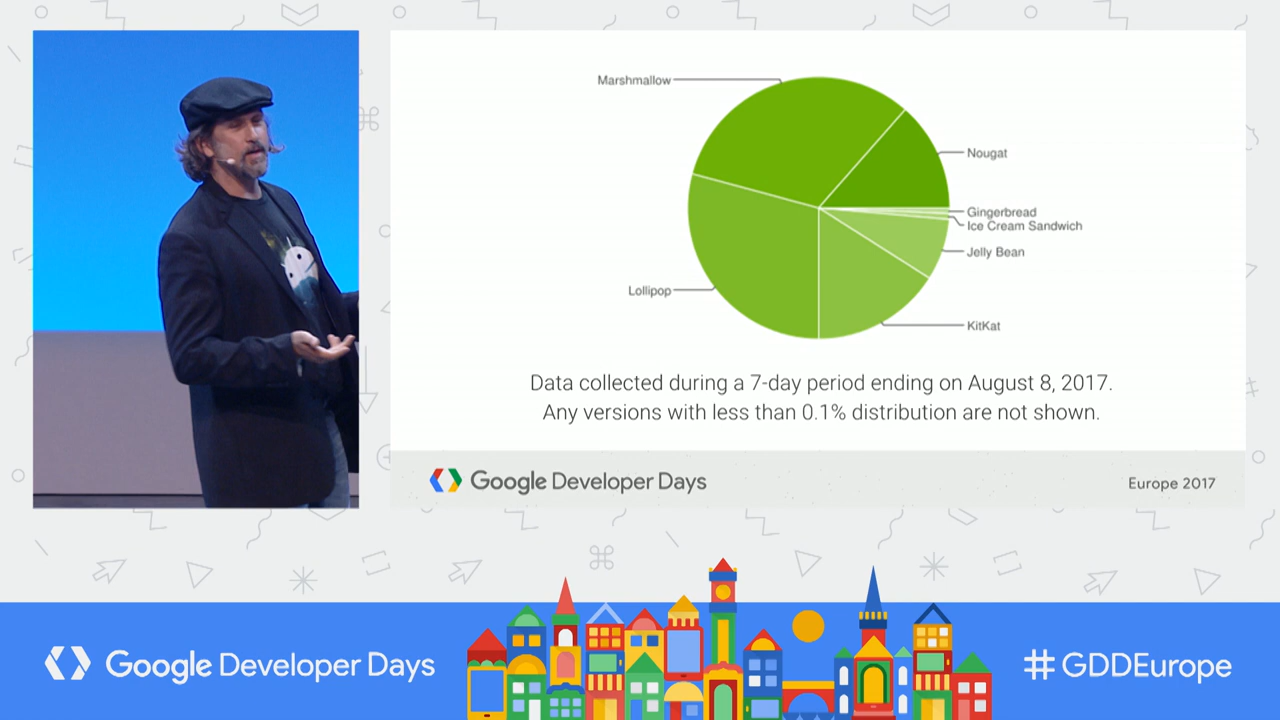 Marshmallow
Nougat
Gingerbread
Ice Cream Sandwich
Jelly Bean
Lollipop
KitKat
Data collected during a 7-day period ending on August 8, 2017.
Any versions with less than 0.1% distribution are not shown.
Google Developer Days
Europe 2017
Google Developer Days
#GDDEurope